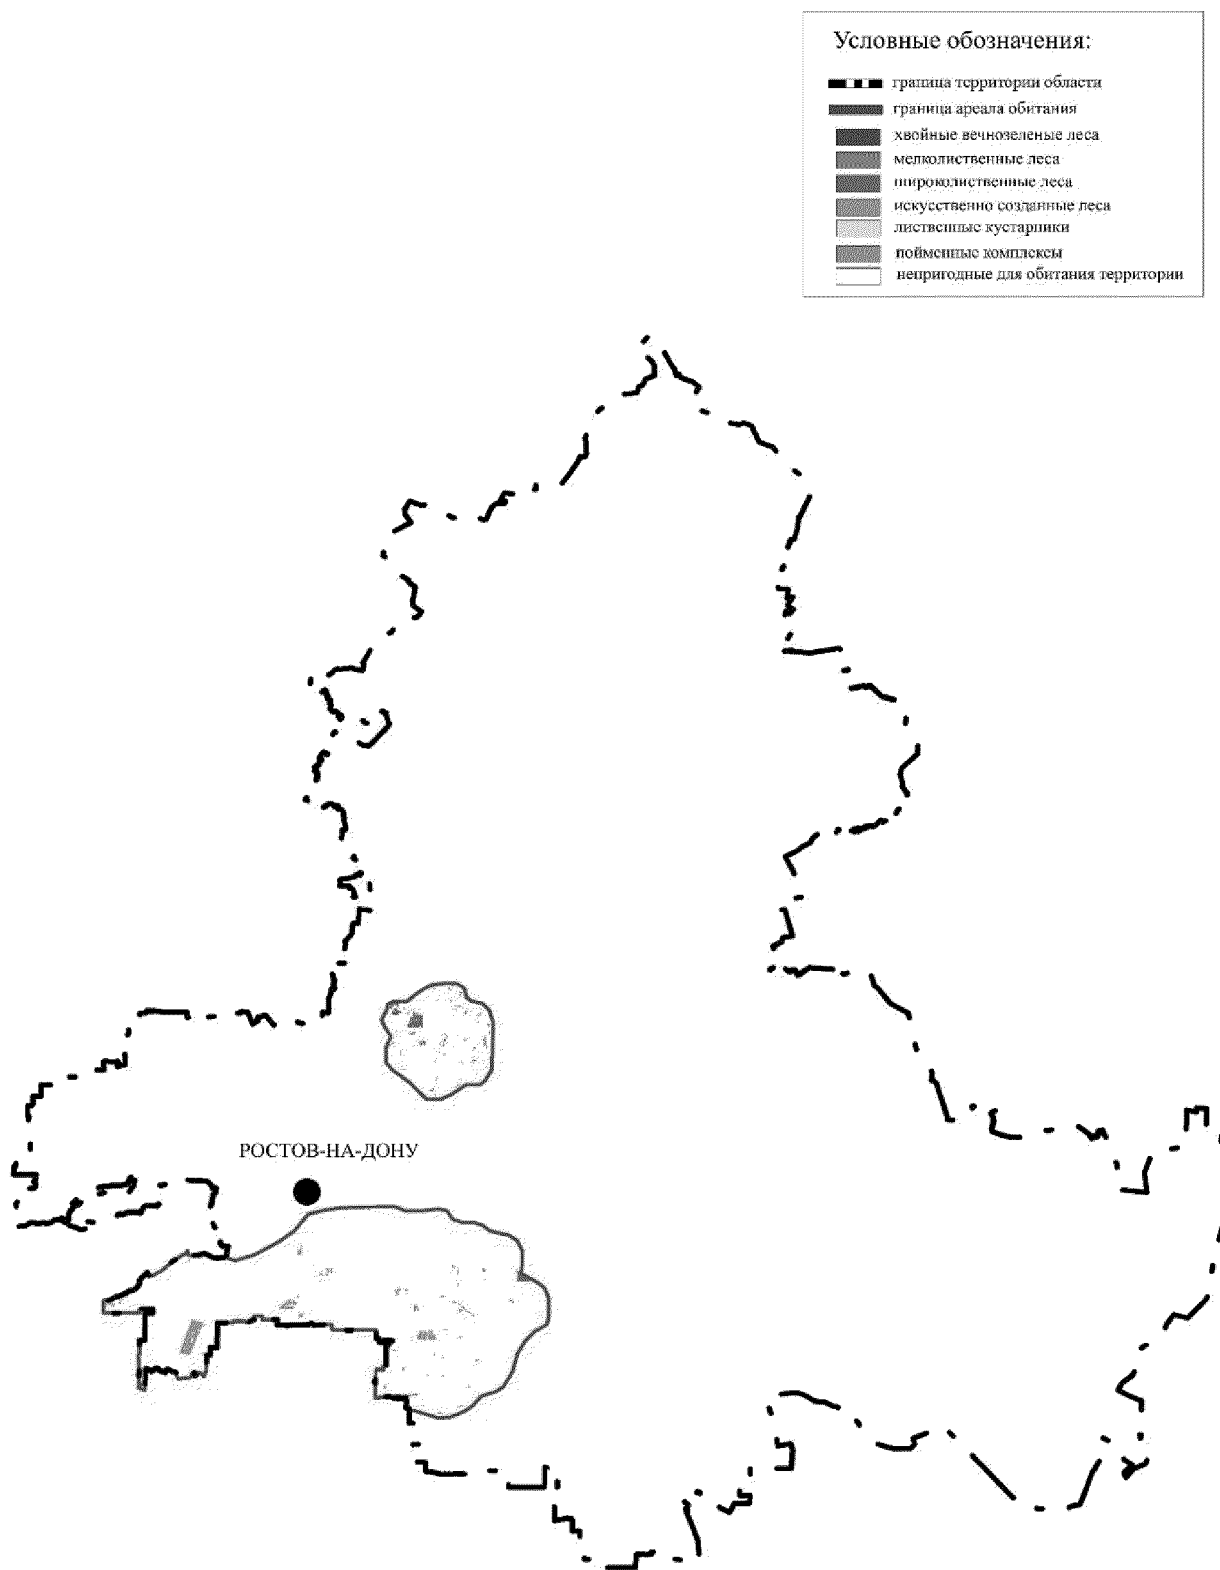 Условные обозначения:
граница территории области
граница ареала обитания
хвойные вечнозеленые леса
мелколиственные леса
широколиственные леса
искусственно созданные леса
лиственные кустарники
пойменные комплексы
непригодные для обитания территории
РОСТОВ-НА-ДОНУ